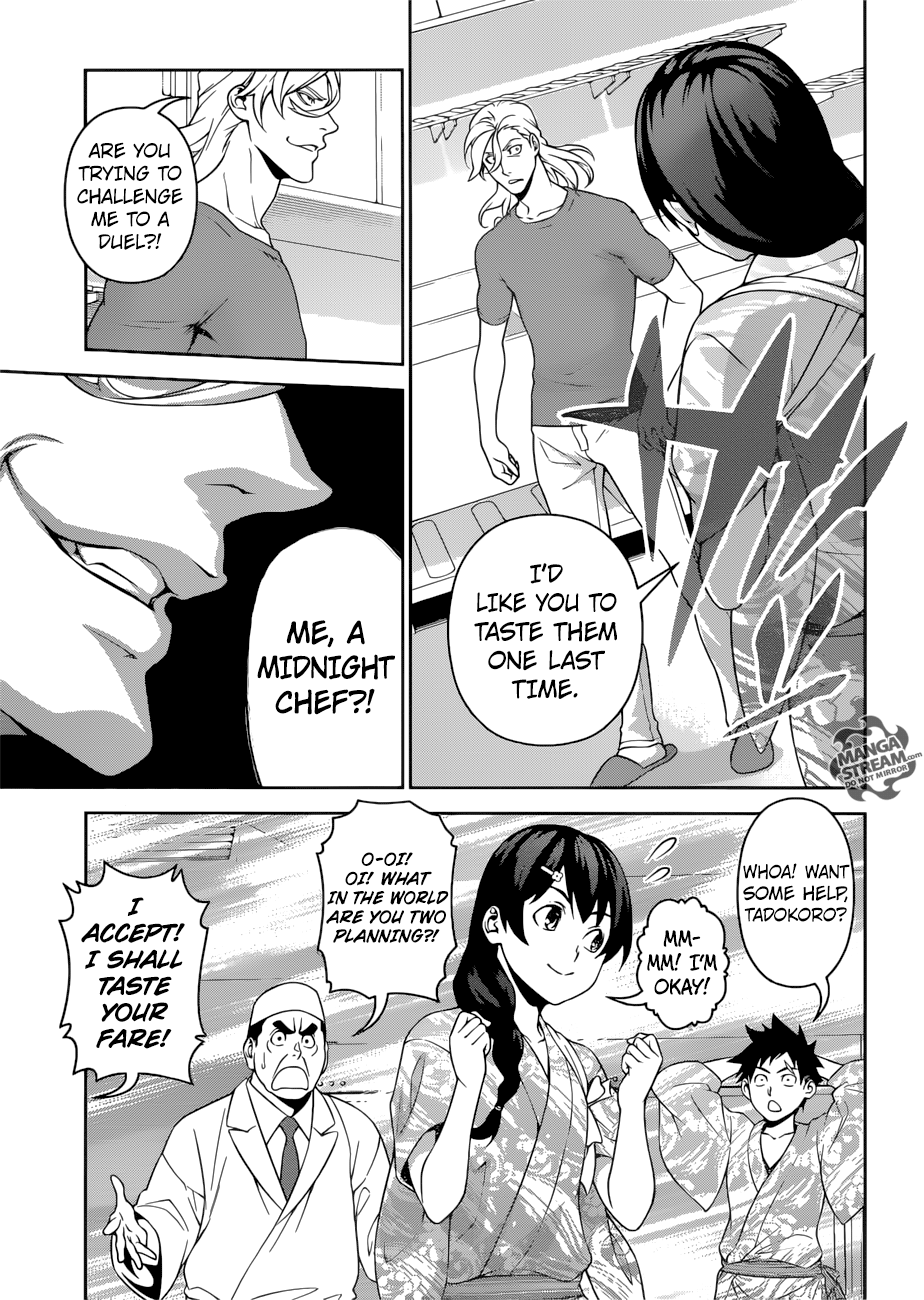 I'D
LIKE YOU TO
TASTE THEM
ONE LAST
TIME.
ARE YOU
TRYING TO
CHALLENGE
ME TO A
DUEL?!
ME, A
MIDNIGHT
CHEF?!
WHOA! WANT
SOME HELP,
TADOKORO?
MM-
MM! I'M
OKAY!
O-OI!
OI! WHAT
IN THE WORLD
ARE YOU TWO
PLANNING?!
I
ACCEPT!
I SHALL
TASTE
YOUR
FARE!
MANGA
STREAM.com
DO NOT MIRROR